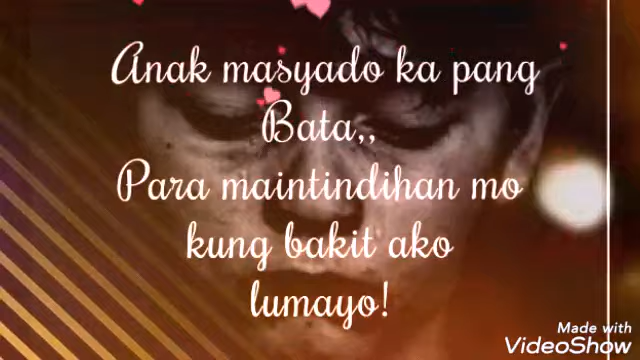 Anak masyado ka pang
Bata,,
Para maintindihan mo
kung bakit ako
lumayo!
Made with
VideoShow